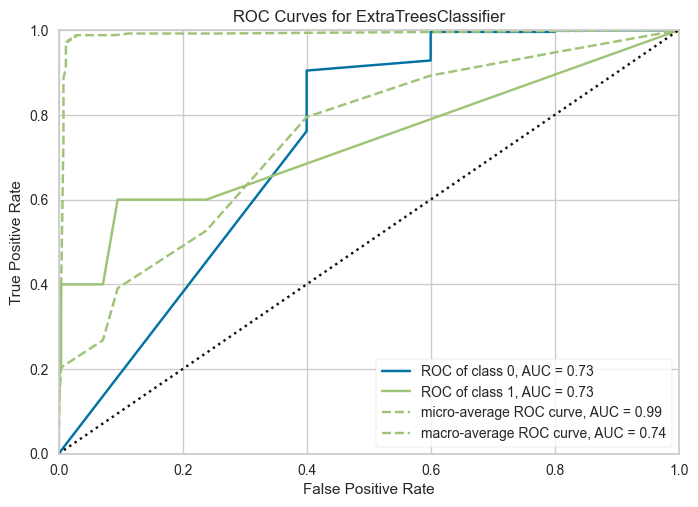 ROC Curves for ExtraTreesClassifier
1.0
0.8
0.6
0.4
0.2
0.0
True Positive Rate
0.0 0.2 0.4 0.6 0.8 1.0
False Positive Rate
ROC of class 0, AUC = 0.73
ROC of class 1, AUC = 0.73
micro-average ROC curve, AUC = 0.99
macro-average ROC curve, AUC = 0.74